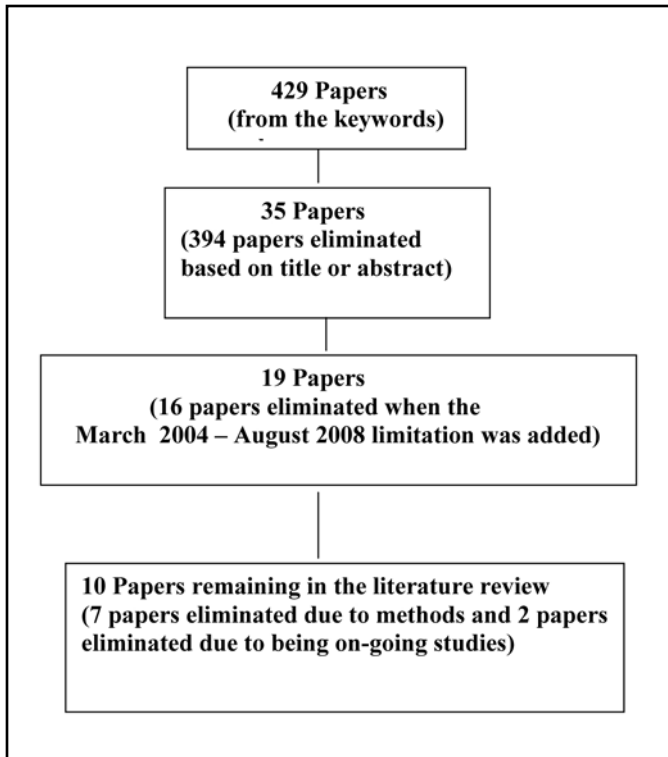 429 Papers
(from the keywords)
35 Papers
(394 papers eliminated
based on title or abstract)
19 Papers
(16 papers eliminated when the
March 2004 – August 2008 limitation was added)
10 Papers remaining in the literature review
(7 papers eliminated due to methods and 2 papers
eliminated due to being on-going studies)